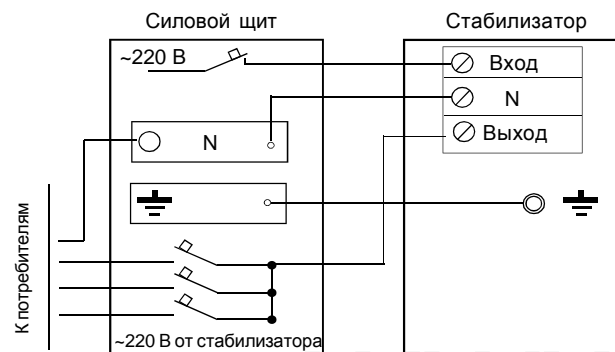 Силовой щит
Стабилизатор
~220 В
Вход
N
N
Выход
К потребителям
~220 В от стабилизатора